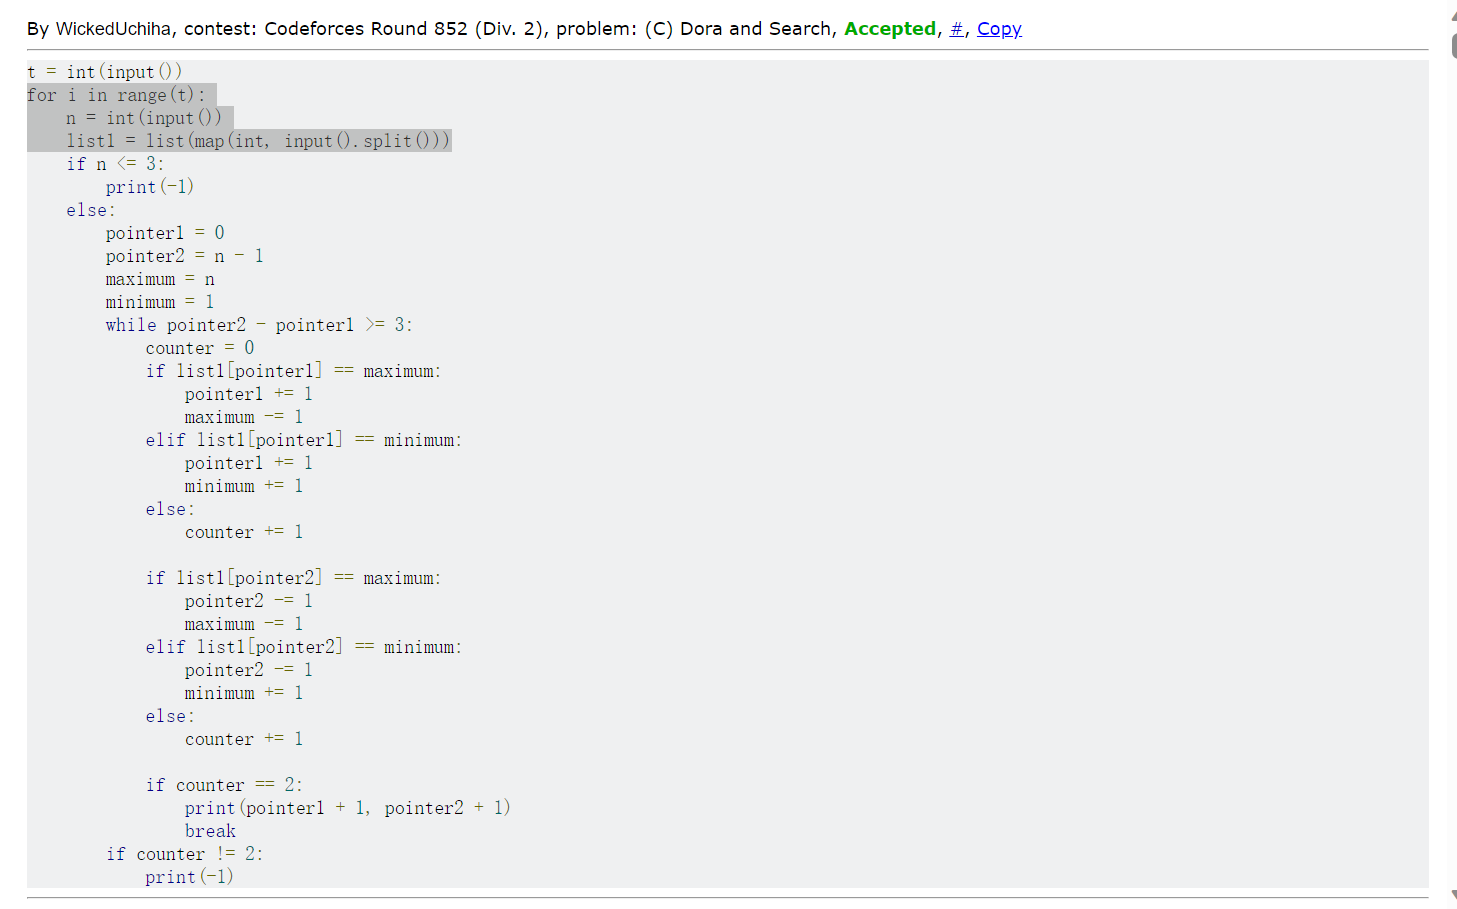 By WickedUchiha, contest: Codeforces Round 852 (Div. 2), problem: (C) Dora and Search, Accepted, #, Copy
t = int(input())
for i in range(t):
    n = int(input())
    list1 = list(map(int, input().split()))
    if n <= 3:
        print(-1)
    else:
        pointer1 = 0
        pointer2 = n - 1
        maximum = n
        minimum = 1
        while pointer2 - pointer1 >= 3:
            counter = 0
            if list1[pointer1] == maximum:
                pointer1 += 1
                maximum -= 1
            elif list1[pointer1] == minimum:
                pointer1 += 1
                minimum += 1
            else:
                counter += 1

            if list1[pointer2] == maximum:
                pointer2 -= 1
                maximum -= 1
            elif list1[pointer2] == minimum:
                pointer2 -= 1
                minimum += 1
            else:
                counter += 1

            if counter == 2:
                print(pointer1 + 1, pointer2 + 1)
                break
        if counter != 2:
            print(-1)